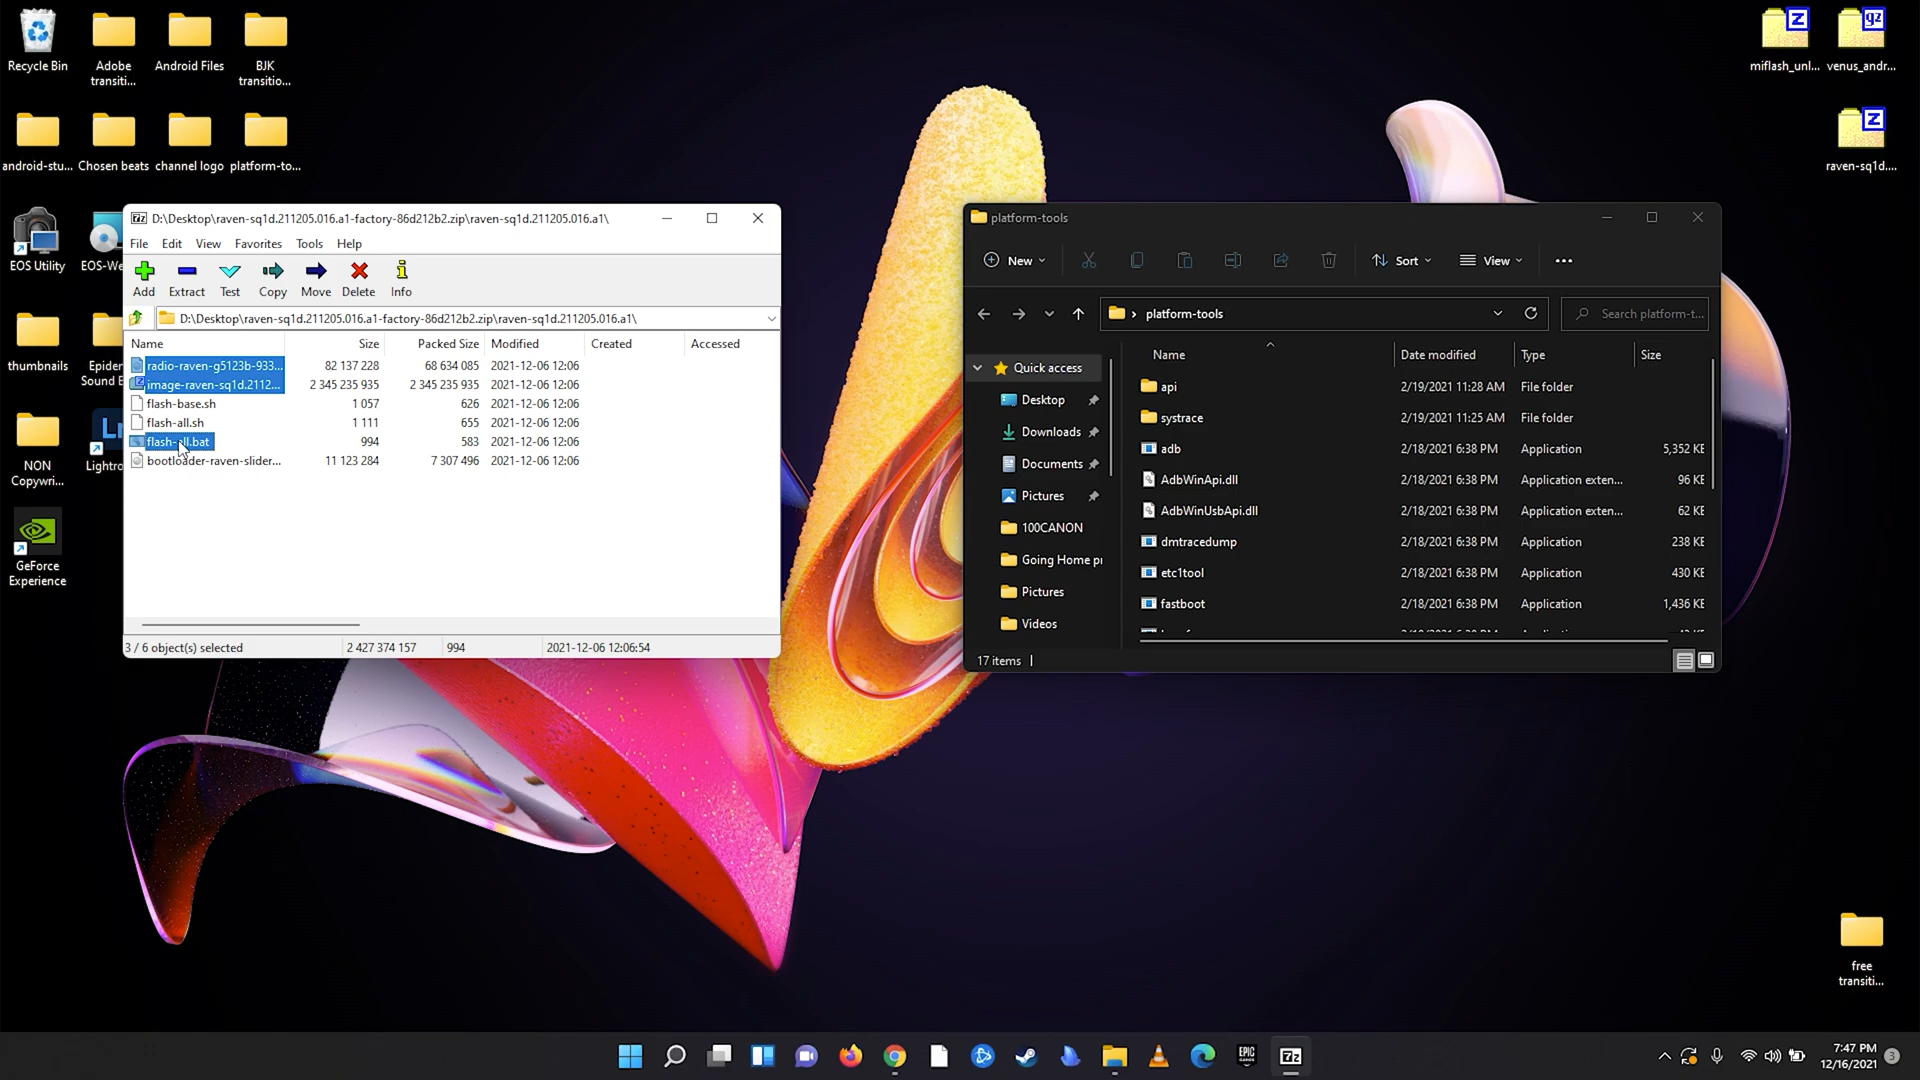 Recycle Bin
Adobe transiti...
Android Files
BJK transitio...
android-stu...
Chosen beats
channel logo
platform-to...
EOS Utility
EOS-We
thumbnails
Epider
Sound E
NON Copywri...
Lightro
GeForce Experience
miflash_unl...
venus_andr...
raven-sq1d....
free transiti...
D:\Desktop\raven-sq1d.211205.016.a1-factory-86d212b2.zip\raven-sq1d.211205.016.a1\
File Edit View Favorites Tools Help
Add Extract Test Copy Move Delete Info
D:\Desktop\raven-sq1d.211205.016.a1-factory-86d212b2.zip\raven-sq1d.211205.016.a1\
Name Size Packed Size Modified Created Accessed
radio-raven-g5123b-933... 82 137 228 68 634 085 2021-12-06 12:06
image-raven-sq1d.2112... 2 345 235 935 2 345 235 935 2021-12-06 12:06
flash-base.sh 1 057 626 2021-12-06 12:06
flash-all.sh 1 111 655 2021-12-06 12:06
flash-all.bat 994 583 2021-12-06 12:06
bootloader-raven-slider... 11 123 284 7 307 496 2021-12-06 12:06
3 / 6 object(s) selected 2 427 374 157 994 2021-12-06 12:06:54
platform-tools
New Sort View
platform-tools
Search platform-t...
Quick access
Desktop
Downloads
Documents
Pictures
100CANON
Going Home pr
Pictures
Videos
Name Date modified Type Size
api 2/19/2021 11:28 AM File folder
systrace 2/19/2021 11:25 AM File folder
adb 2/18/2021 6:38 PM Application 5,352 KE
AdbWinApi.dll 2/18/2021 6:38 PM Application exten... 96 KE
AdbWinUsbApi.dll 2/18/2021 6:38 PM Application exten... 62 KE
dmtracedump 2/18/2021 6:38 PM Application 238 KE
etc1tool 2/18/2021 6:38 PM Application 430 KE
fastboot 2/18/2021 6:38 PM Application 1,436 KE
17 items
7:47 PM
12/16/2021
3